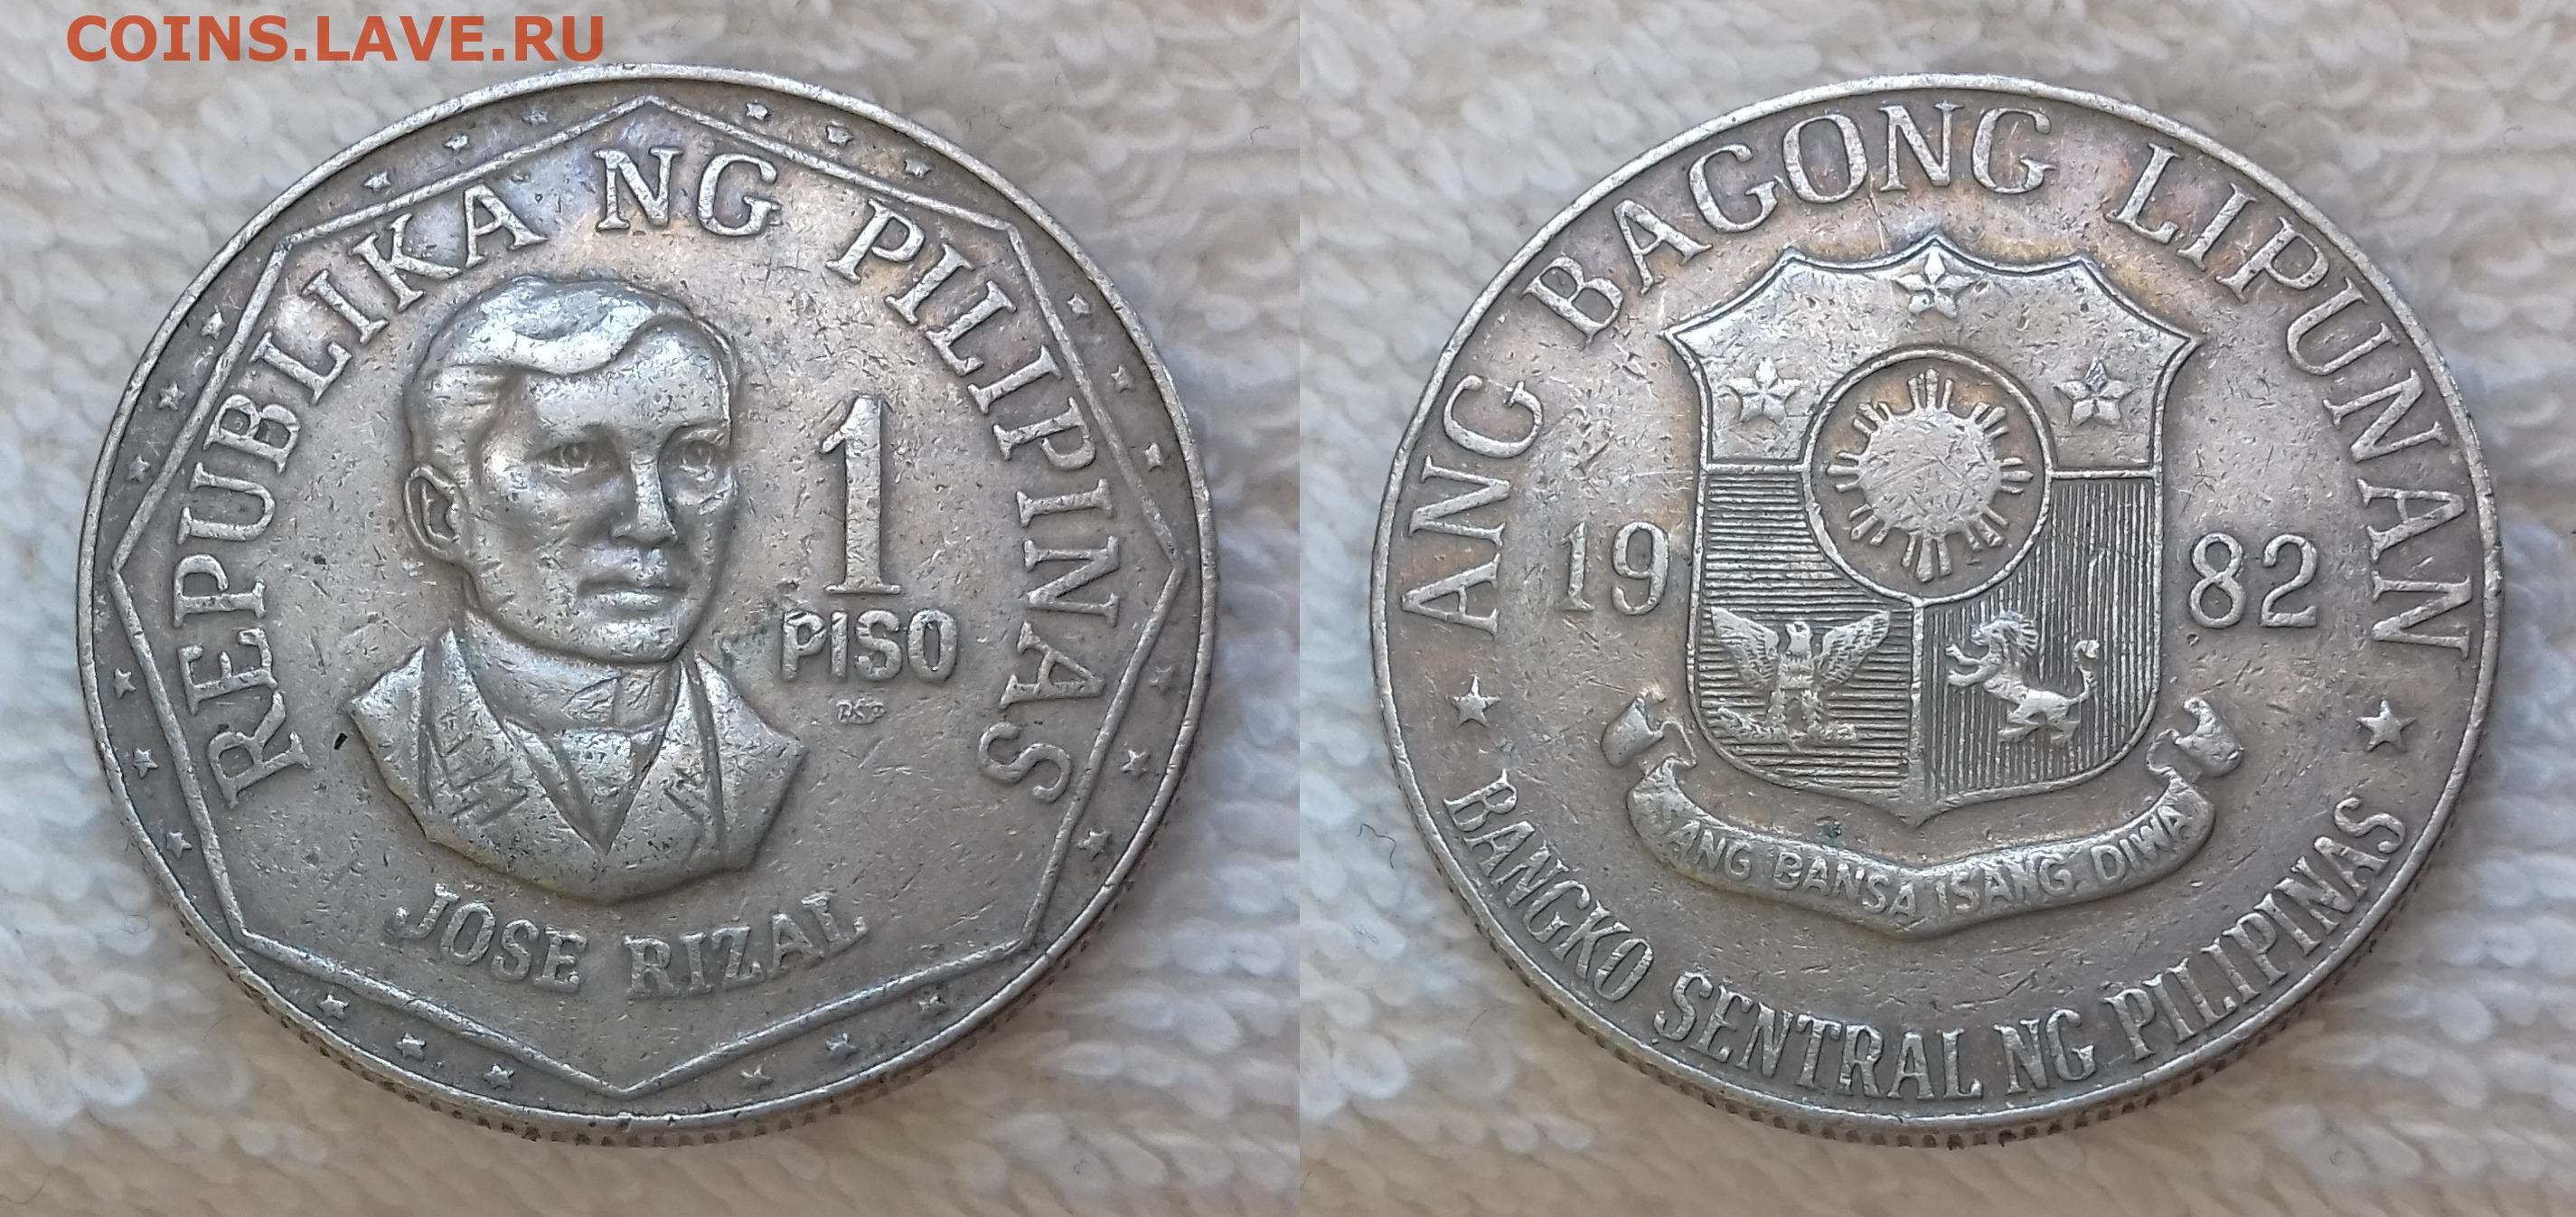 COINS.LAVE.RU
REPUBLIKA NG PILIPINAS
1
PISO
BSP
JOSE RIZAL
ANG BAGONG LIPUNAN
19 82
ISANG BANSA ISANG DIWA
BANGKO SENTRAL NG PILIPINAS